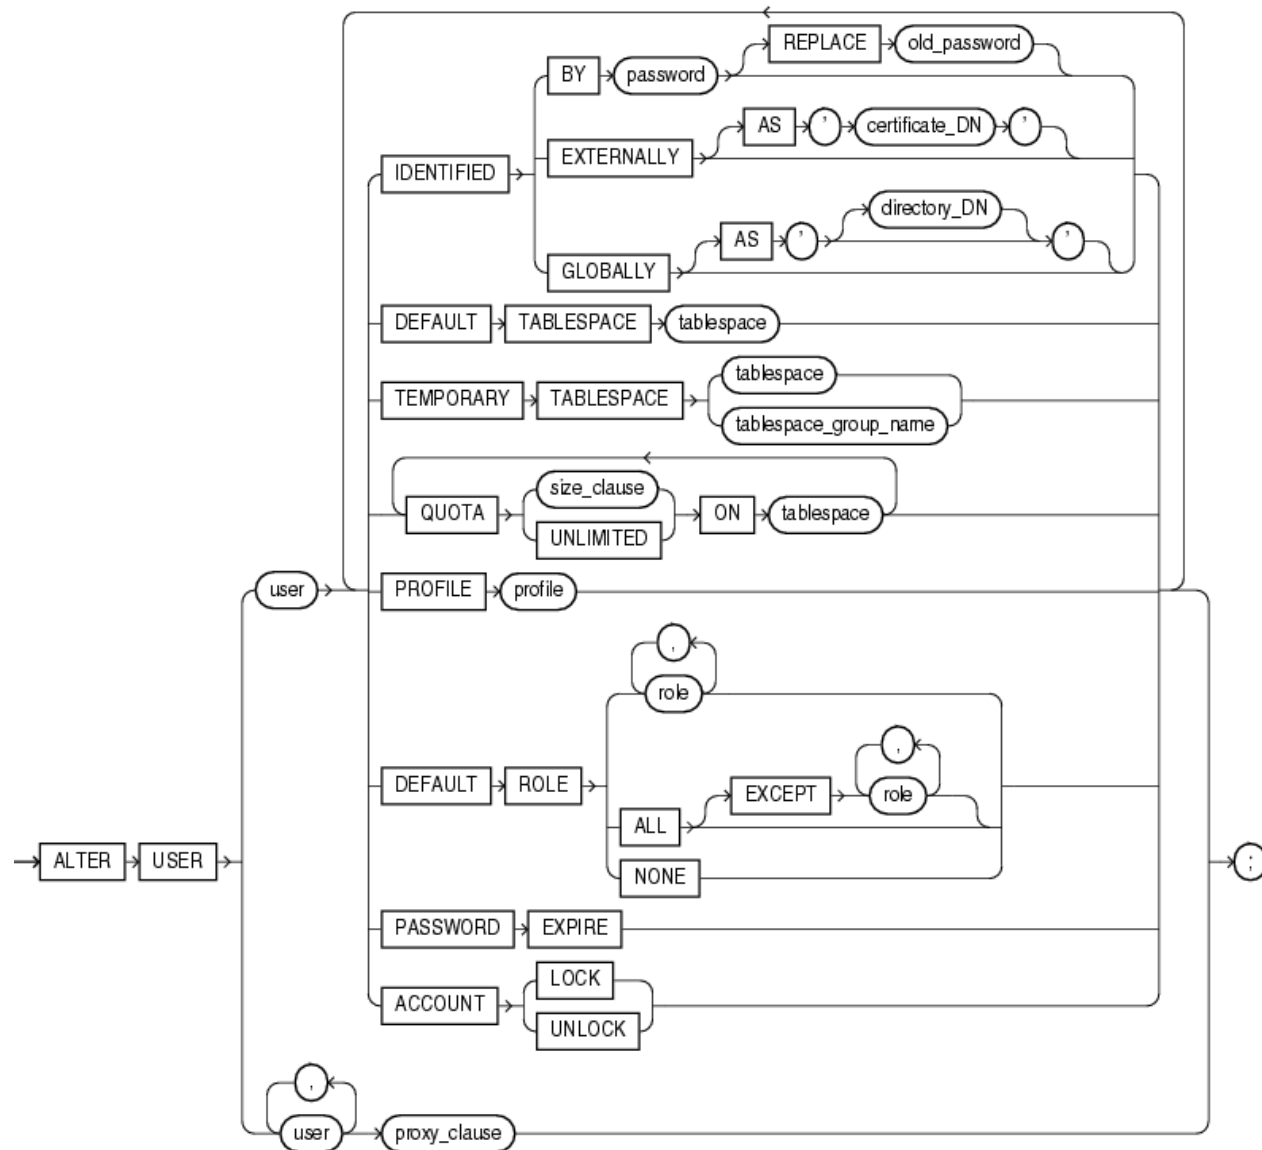 REPLACE old_password
BY password
AS ' certificate_DN '
EXTERNALLY
IDENTIFIED
directory_DN
AS ' '
GLOBALLY
DEFAULT TABLESPACE tablespace
tablespace
TEMPORARY TABLESPACE
tablespace_group_name
size_clause
QUOTA ON tablespace
UNLIMITED
user PROFILE profile
,
role
,
DEFAULT ROLE EXCEPT role
ALL
ALTER USER ;
NONE
PASSWORD EXPIRE
LOCK
ACCOUNT
UNLOCK
,
user proxy_clause